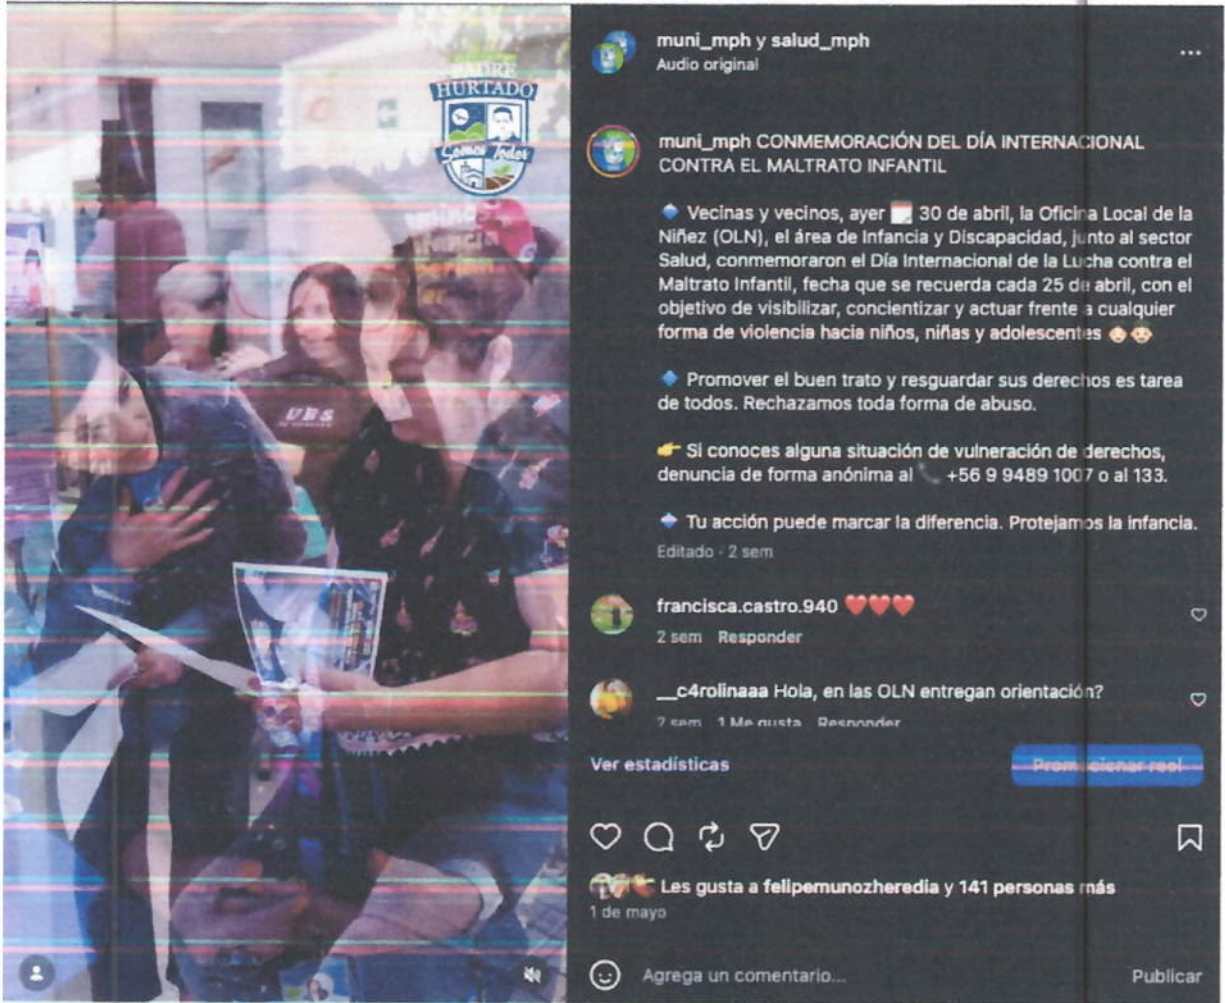 PADRE
HURTADO
Somos Todos
UBS
muni_mph y salud_mph
Audio original
muni_mph CONMEMORACIÓN DEL DÍA INTERNACIONAL
CONTRA EL MALTRATO INFANTIL
🔹 Vecinas y vecinos, ayer 🗓️ 30 de abril, la Oficina Local de la
Niñez (OLN), el área de Infancia y Discapacidad, junto al sector
Salud, conmemoraron el Día Internacional de la Lucha contra el
Maltrato Infantil, fecha que se recuerda cada 25 de abril, con el
objetivo de visibilizar, concientizar y actuar frente a cualquier
forma de violencia hacia niños, niñas y adolescentes 👧🏻👶🏻
🔹 Promover el buen trato y resguardar sus derechos es tarea
de todos. Rechazamos toda forma de abuso.
👉 Si conoces alguna situación de vulneración de derechos,
denuncia de forma anónima al 📞 +56 9 9489 1007 o al 133.
🔹 Tu acción puede marcar la diferencia. Protejamos la infancia.
Editado · 2 sem
francisca.castro.940 ❤️❤️❤️
2 sem Responder
__c4rolinaaa Hola, en las OLN entregan orientación?
2 sem 1 Me gusta Responder
Ver estadísticas
Promocionar reel
Les gusta a felipemunozheredia y 141 personas más
1 de mayo
Agrega un comentario...
Publicar